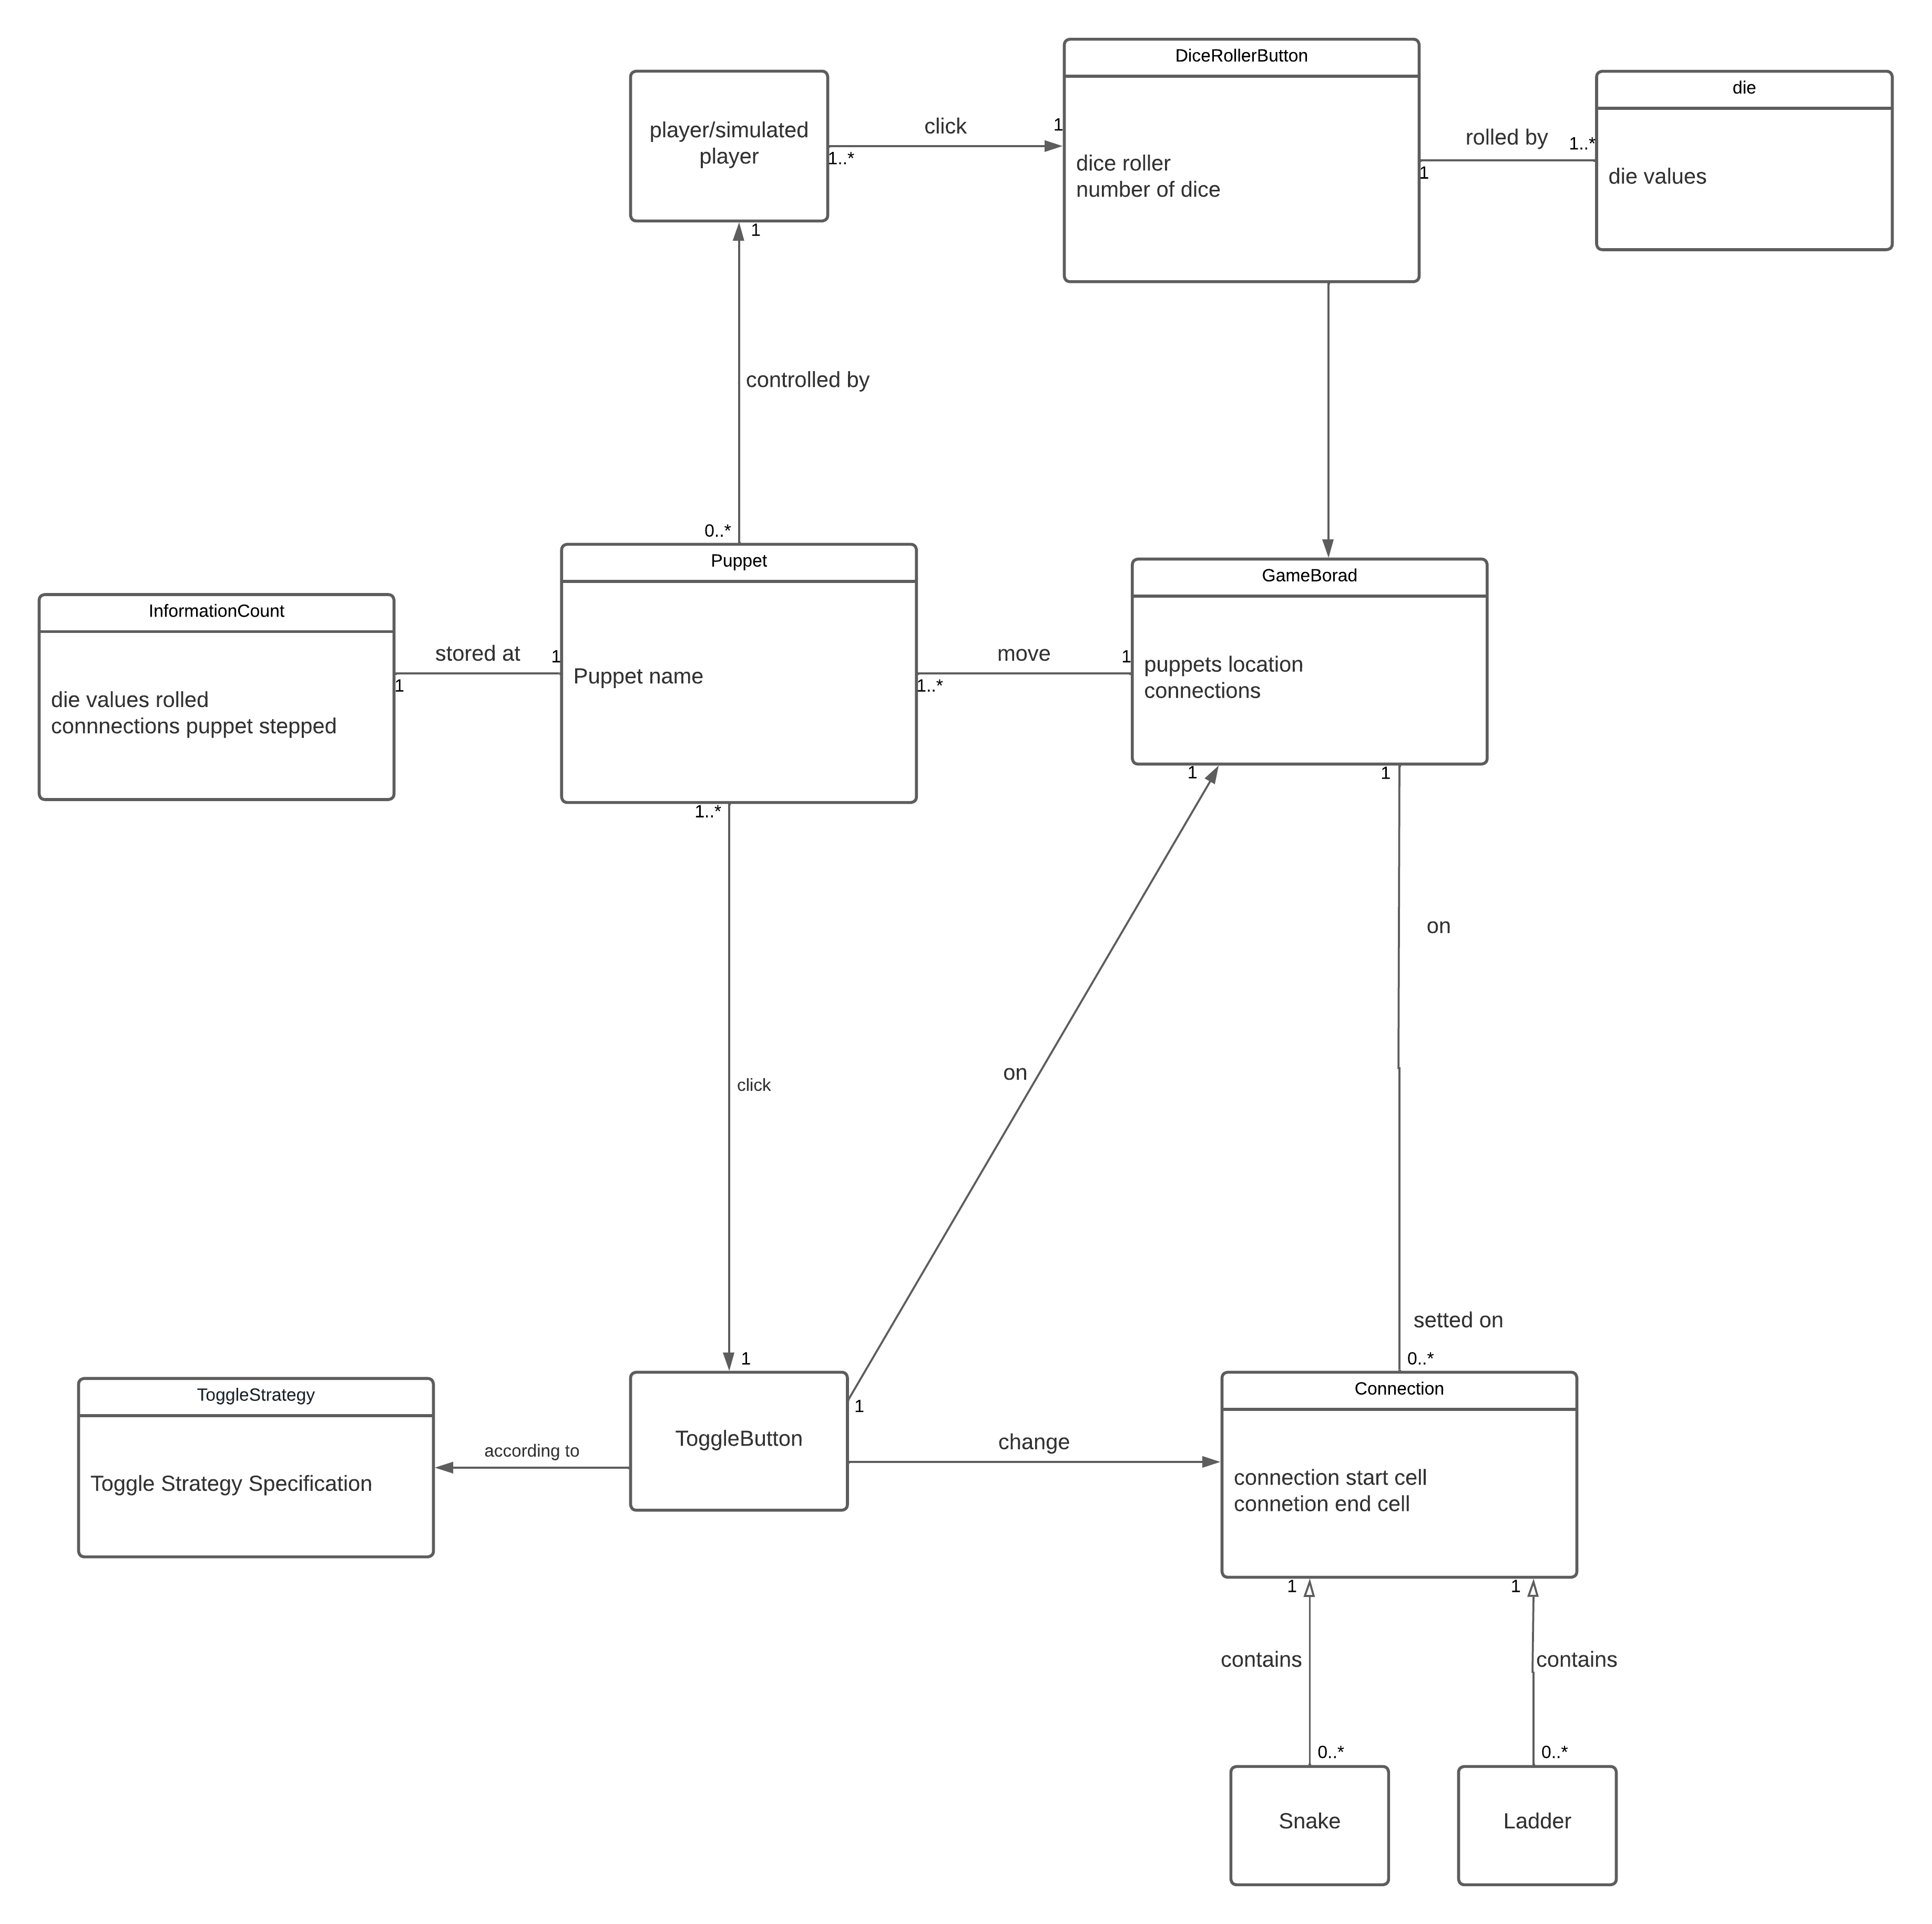 DiceRollerButton
player/simulated
player
click
1
1..*
dice roller
number of dice
rolled by
1..*
1
die
die values
1
controlled by
0..*
Puppet
Puppet name
InformationCount
die values rolled
connnections puppet stepped
stored at
1
1
move
1
1..*
GameBorad
puppets location
connections
1
1
1..*
on
click
on
setted on
1
0..*
1
ToggleStrategy
Toggle Strategy Specification
according to
ToggleButton
change
Connection
connection start cell
connetion end cell
1
1
contains
contains
0..*
0..*
Snake
Ladder